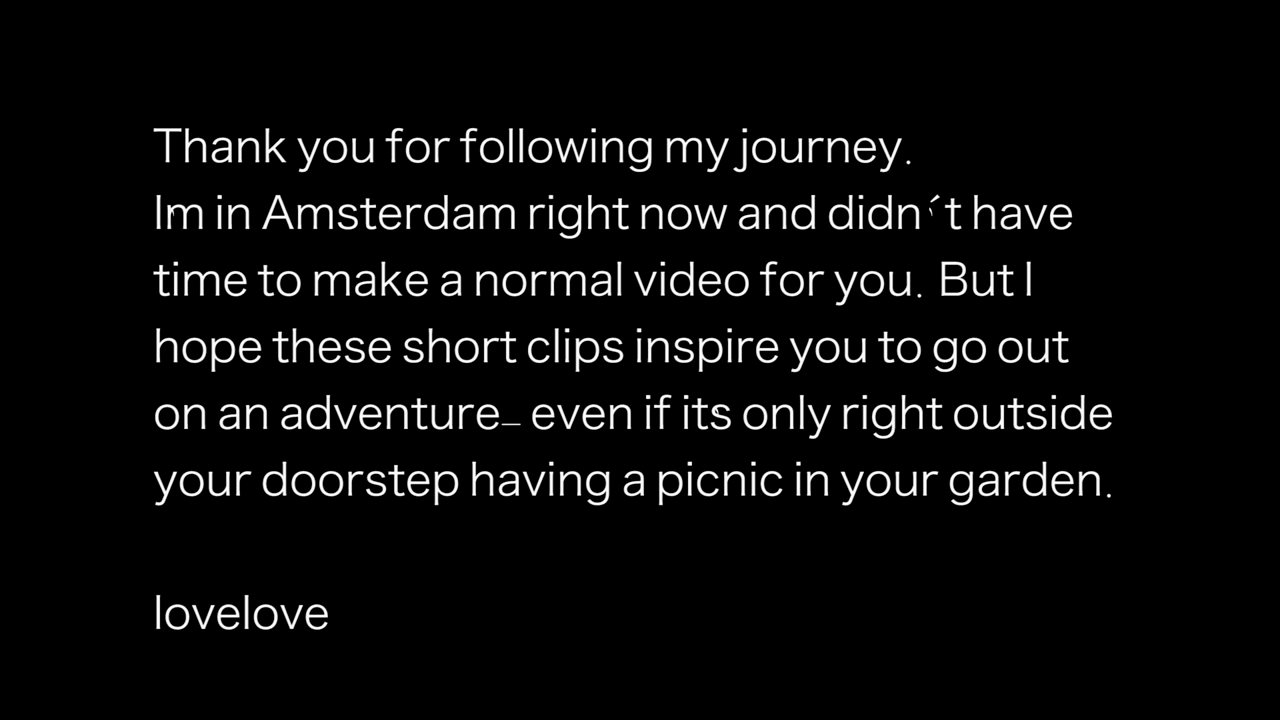 Thank you for following my journey.
Im in Amsterdam right now and didn´t have
time to make a normal video for you. But I
hope these short clips inspire you to go out
on an adventure_ even if its only right outside
your doorstep having a picnic in your garden.
lovelove